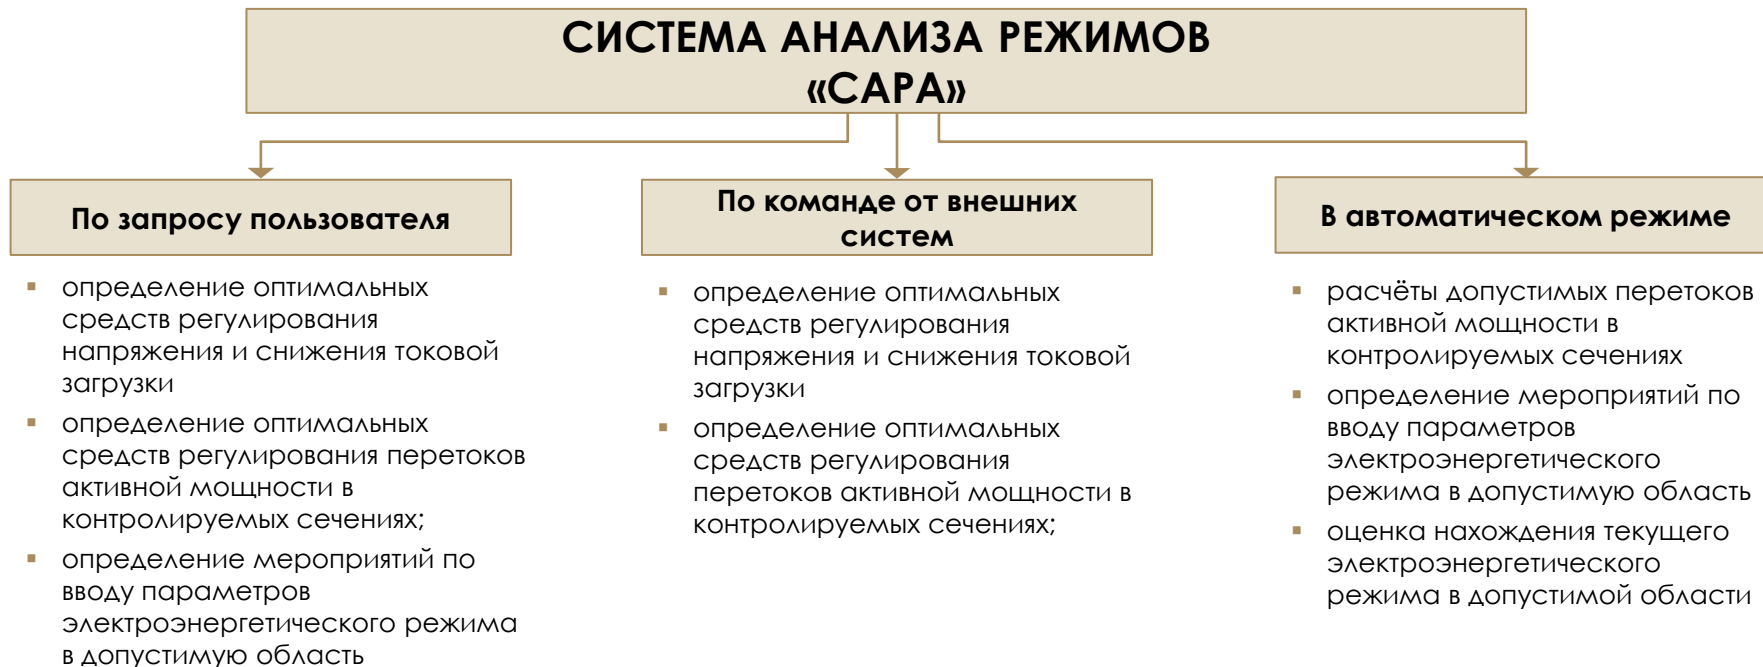 СИСТЕМА АНАЛИЗА РЕЖИМОВ
«САРА»
По запросу пользователя
определение оптимальных
средств регулирования
напряжения и снижения токовой
загрузки
определение оптимальных
средств регулирования перетоков
активной мощности в
контролируемых сечениях;
определение мероприятий по
вводу параметров
электроэнергетического режима
в допустимую область
По команде от внешних
систем
определение оптимальных
средств регулирования
напряжения и снижения токовой
загрузки
определение оптимальных
средств регулирования
перетоков активной мощности в
контролируемых сечениях;
В автоматическом режиме
расчёты допустимых перетоков
активной мощности в
контролируемых сечениях
определение мероприятий по
вводу параметров
электроэнергетического
режима в допустимую область
оценка нахождения текущего
электроэнергетического
режима в допустимой области